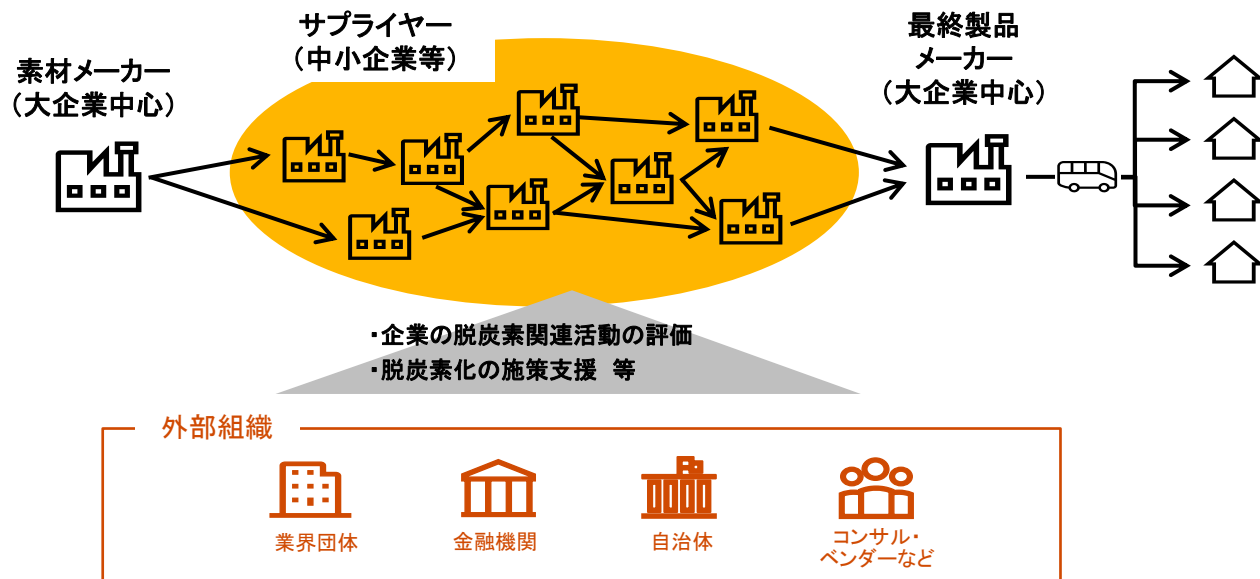 素材メーカー
（大企業中心）
サプライヤー
（中小企業等）
最終製品
メーカー
（大企業中心）
・企業の脱炭素関連活動の評価
・脱炭素化の施策支援　等
外部組織
業界団体
金融機関
自治体
コンサル・
ベンダーなど